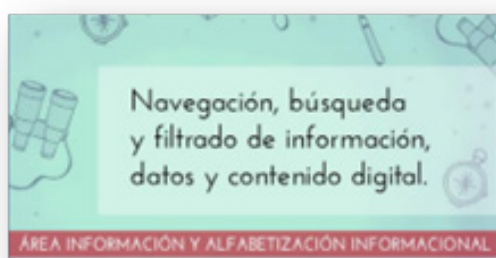 Navegación, búsqueda
y filtrado de información,
datos y contenido digital.
ÁREA INFORMACIÓN Y ALFABETIZACIÓN INFORMACIONAL